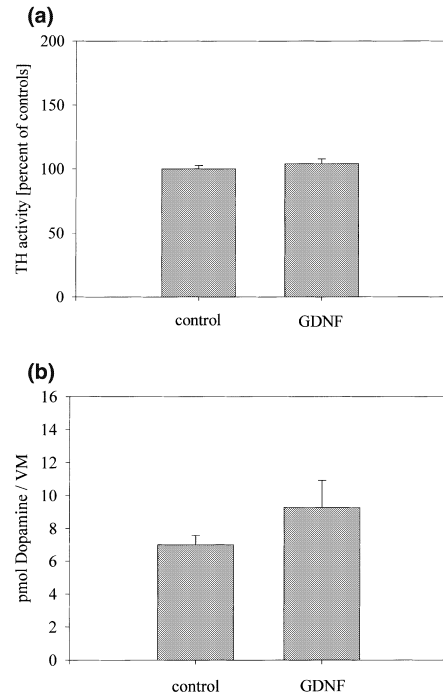 (a)
200
150
100
50
0
TH activity [percent of controls]
control GDNF
(b)
16
14
12
10
8
6
4
2
0
pmol Dopamine / VM
control GDNF